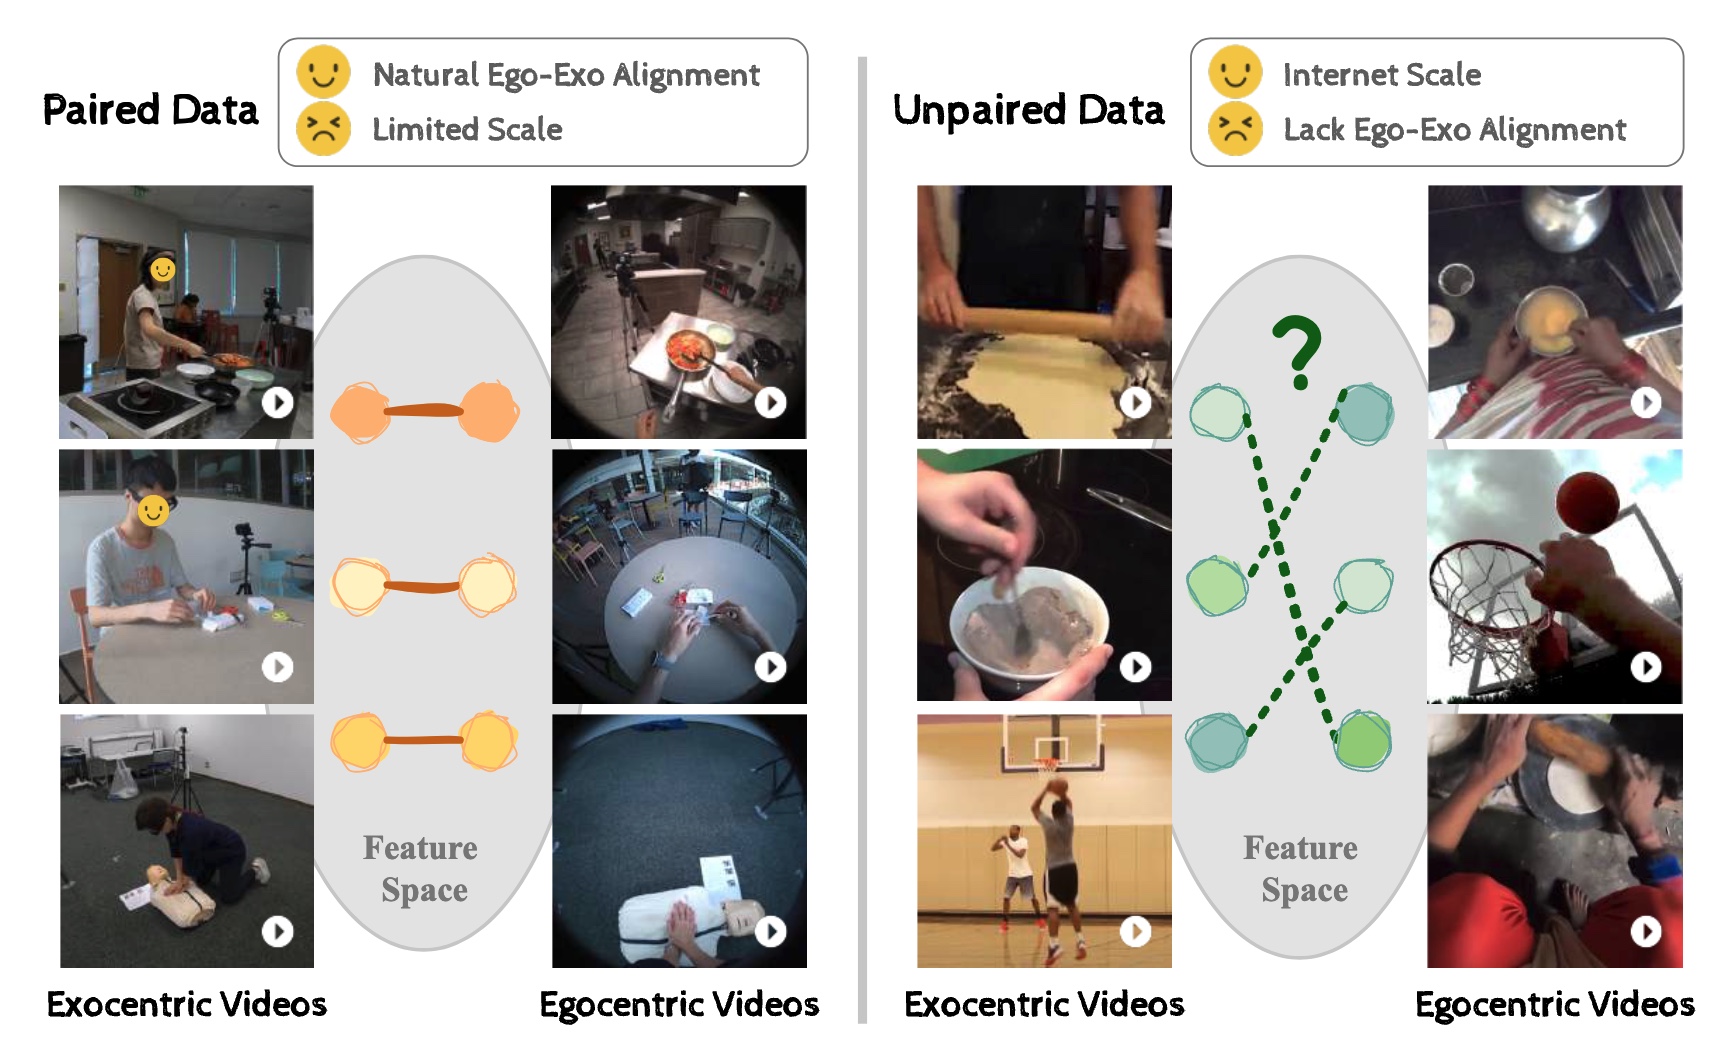 Paired Data
Natural Ego-Exo Alignment
Limited Scale
Feature
Space
Exocentric Videos
Egocentric Videos
Unpaired Data
Internet Scale
Lack Ego-Exo Alignment
?
Feature
Space
Exocentric Videos
Egocentric Videos